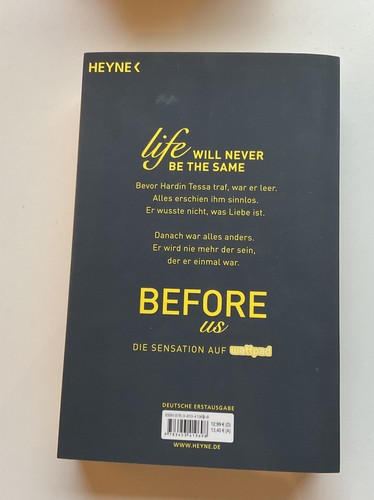 HEYNE<
life WILL NEVER
BE THE SAME
Bevor Hardin Tessa traf, war er leer.
Alles erschien ihm sinnlos.
Er wusste nicht, was Liebe ist.
Danach war alles anders.
Er wird nie mehr der sein,
der er einmal war.
BEFORE
us
DIE SENSATION AUF wattpad
DEUTSCHE ERSTAUSGABE
12,99 € (D)
13,40 € (A)
WWW.HEYNE.DE